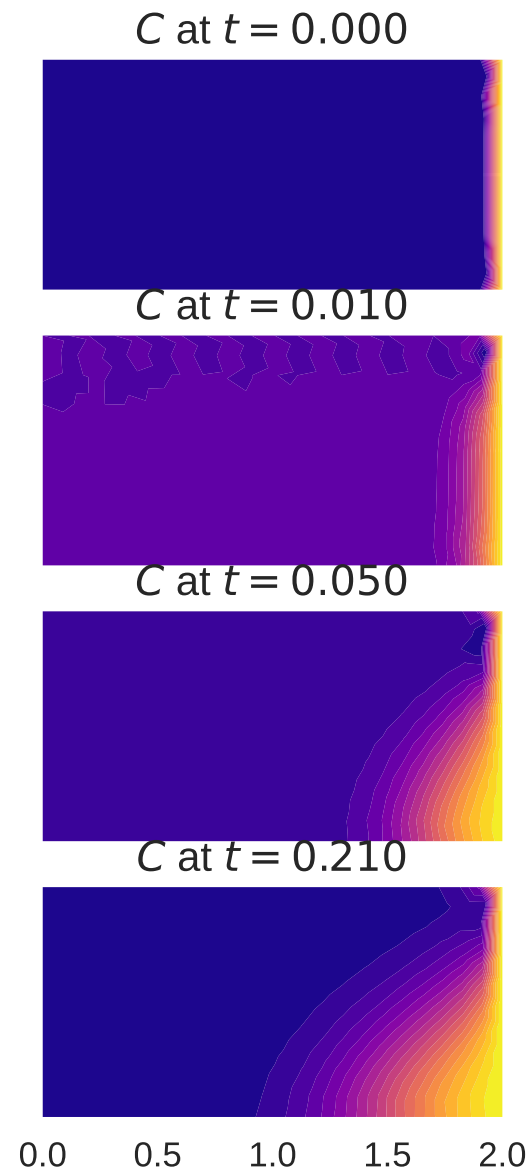 C at t = 0.000
C at t = 0.010
C at t = 0.050
C at t = 0.210
0.0 0.5 1.0 1.5 2.0